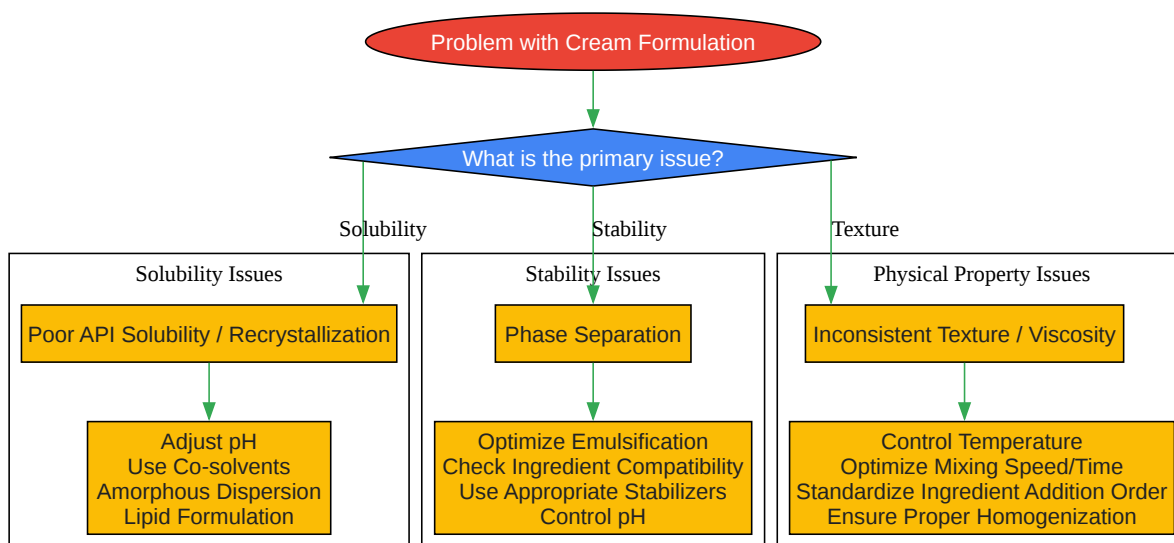 Problem with Cream Formulation
What is the primary issue?
Solubility
Stability
Texture
Solubility Issues
Poor API Solubility / Recrystallization
Adjust pH
Use Co-solvents
Amorphous Dispersion
Lipid Formulation
Stability Issues
Phase Separation
Optimize Emulsification
Check Ingredient Compatibility
Use Appropriate Stabilizers
Control pH
Physical Property Issues
Inconsistent Texture / Viscosity
Control Temperature
Optimize Mixing Speed/Time
Standardize Ingredient Addition Order
Ensure Proper Homogenization